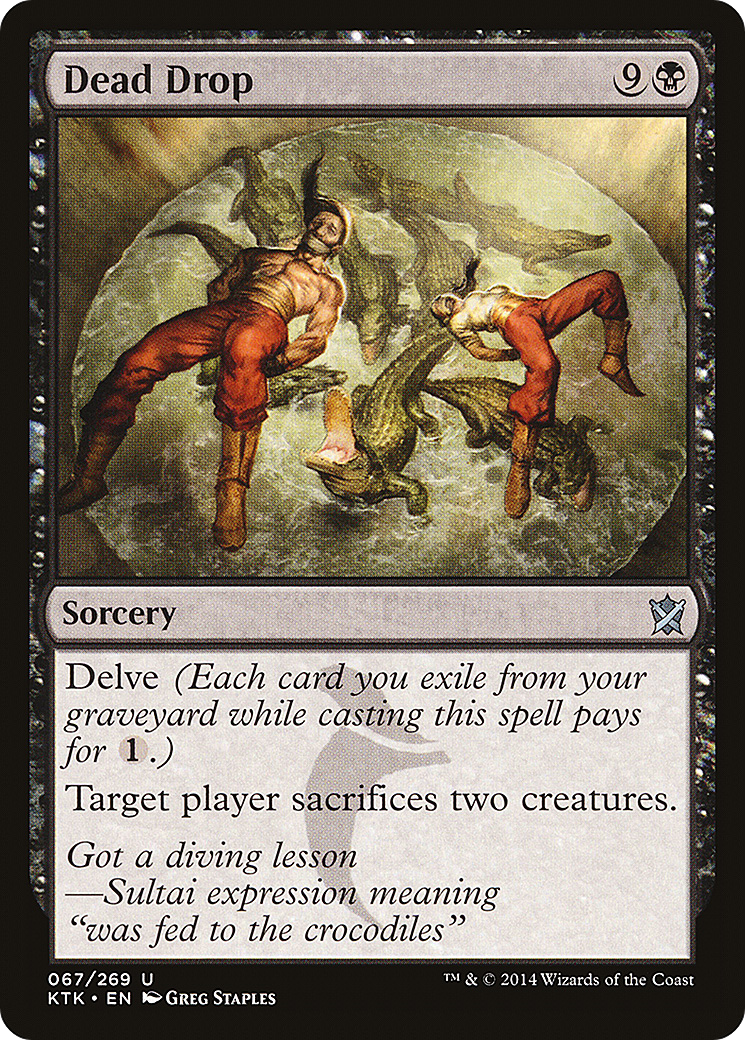 Dead Drop 9
Sorcery
Delve (Each card you exile from your
graveyard while casting this spell pays
for 1.)
Target player sacrifices two creatures.
Got a diving lesson
—Sultai expression meaning
“was fed to the crocodiles”
067/269 U
KTK • EN Greg Staples
™ & © 2014 Wizards of the Coast